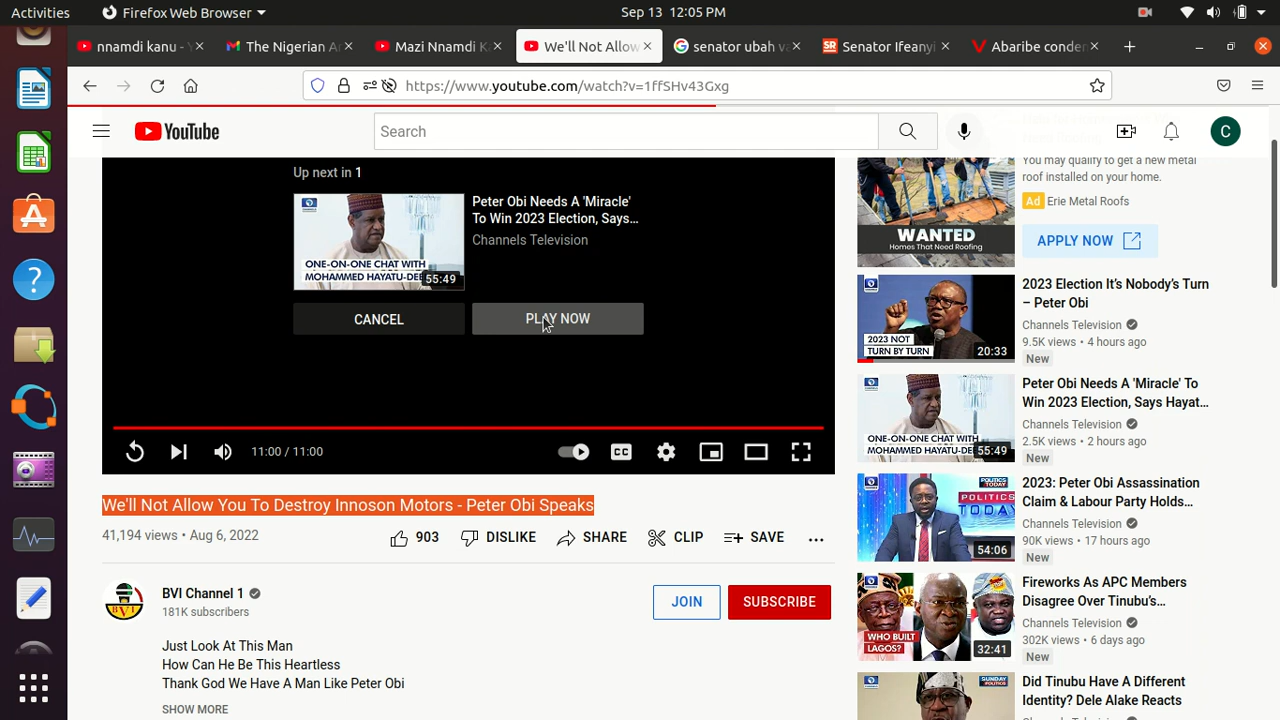 Activities
Firefox Web Browser
Sep 13 12:05 PM
nnamdi kanu - Y
The Nigerian A
Mazi Nnamdi K
We'll Not Allow
senator ubah v
Senator Ifeanyi
Abaribe conde
https://www.youtube.com/watch?v=1ffSHv43Gxg
YouTube
Search
C
Up next in 1
Peter Obi Needs A 'Miracle'
To Win 2023 Election, Says...
Channels Television
ONE-ON-ONE CHAT WITH
MOHAMMED HAYATU-DE
55:49
CANCEL
PLAY NOW
11:00 / 11:00
CC
We'll Not Allow You To Destroy Innoson Motors - Peter Obi Speaks
41,194 views • Aug 6, 2022
903
DISLIKE
SHARE
CLIP
SAVE
BVI
BVI Channel 1
181K subscribers
JOIN
SUBSCRIBE
Just Look At This Man
How Can He Be This Heartless
Thank God We Have A Man Like Peter Obi
SHOW MORE
WANTED
Homes That Need Roofing
You may qualify to get a new metal
roof installed on your home.
Ad Erie Metal Roofs
APPLY NOW
2023 NOT
TURN BY TURN
20:33
2023 Election It's Nobody's Turn
– Peter Obi
Channels Television
9.5K views • 4 hours ago
New
ONE-ON-ONE CHAT WITH
MOHAMMED HAYATU-DE
55:49
Peter Obi Needs A 'Miracle' To
Win 2023 Election, Says Hayat...
Channels Television
2.5K views • 2 hours ago
New
POLITICS
TODAY
54:06
2023: Peter Obi Assassination
Claim & Labour Party Holds...
Channels Television
90K views • 17 hours ago
New
WHO BUILT
LAGOS?
32:41
Fireworks As APC Members
Disagree Over Tinubu's...
Channels Television
302K views • 6 days ago
New
SUNDAY
POLITICS
Did Tinubu Have A Different
Identity? Dele Alake Reacts